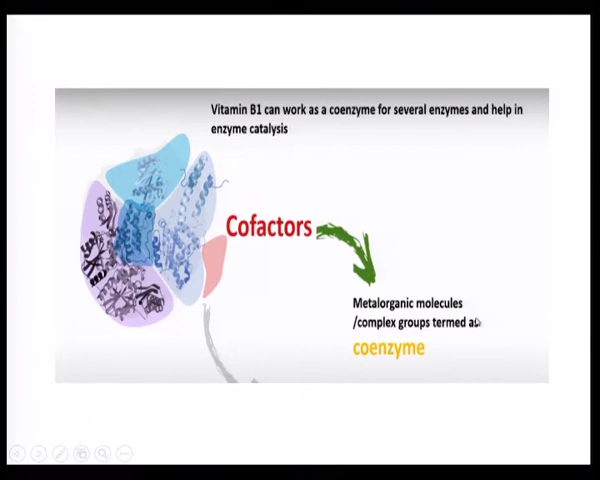 Vitamin B1 can work as a coenzyme for several enzymes and help in
enzyme catalysis
Cofactors
Metalorganic molecules
/complex groups termed as
coenzyme